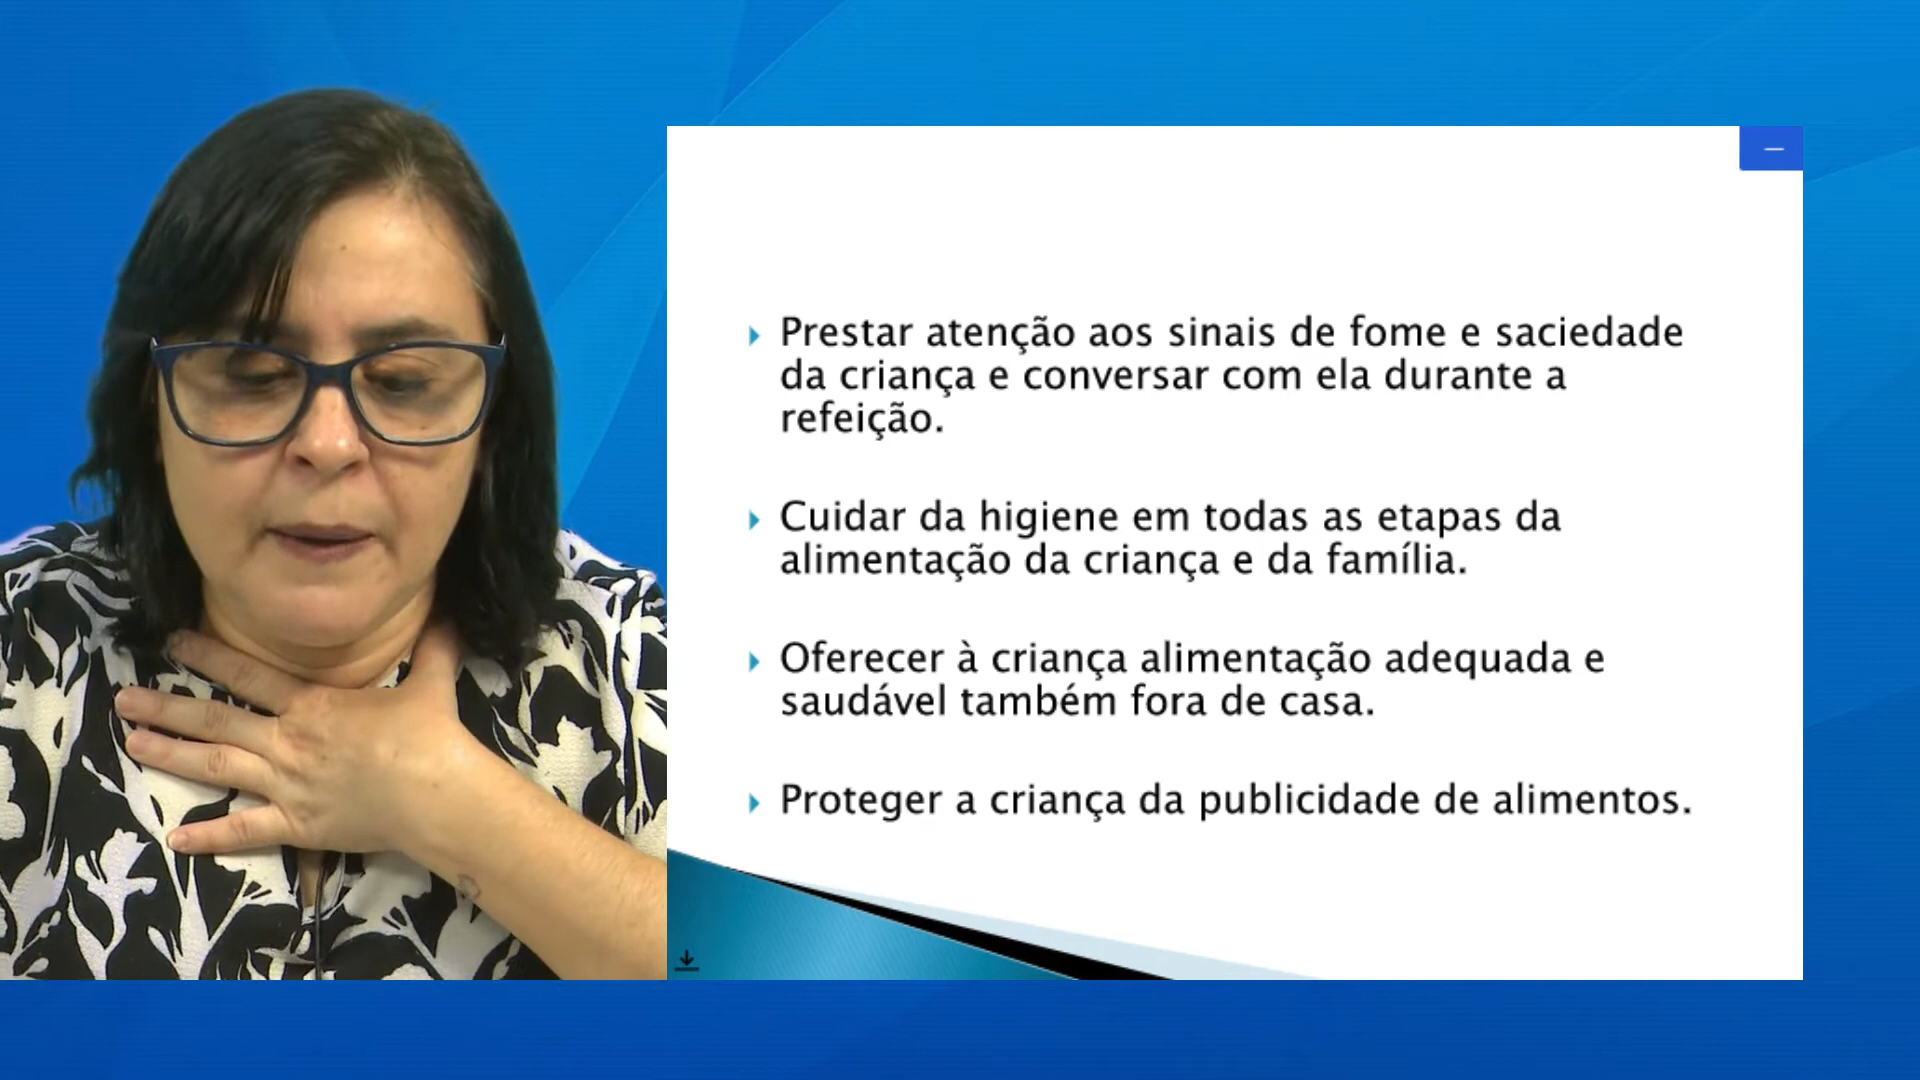 Prestar atenção aos sinais de fome e saciedade
da criança e conversar com ela durante a
refeição.
Cuidar da higiene em todas as etapas da
alimentação da criança e da família.
Oferecer à criança alimentação adequada e
saudável também fora de casa.
Proteger a criança da publicidade de alimentos.